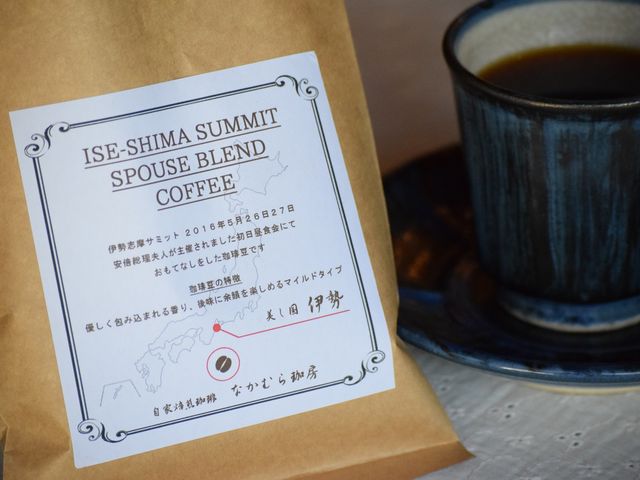 ISE-SHIMA SUMMIT
SPOUSE BLEND
COFFEE
伊勢志摩サミット 2016年5月26日27日
安倍総理夫人が主催されました初日昼食会にて
おもてなしをした珈琲豆です
珈琲豆の特徴
優しく包み込まれる香り、後味に余韻を楽しめるマイルドタイプ
美し国 伊勢
自家焙煎珈琲 なかむら珈房